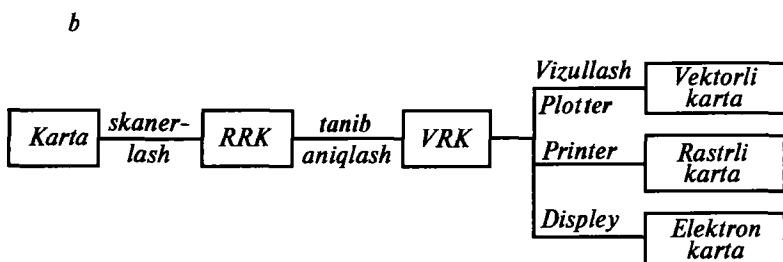 b
Karta
skaner-
lash
RRK
tanib
aniqlash
VRK
Vizullash
Plotter
Vektorli
karta
Printer
Rastrli
karta
Displey
Elektron
karta